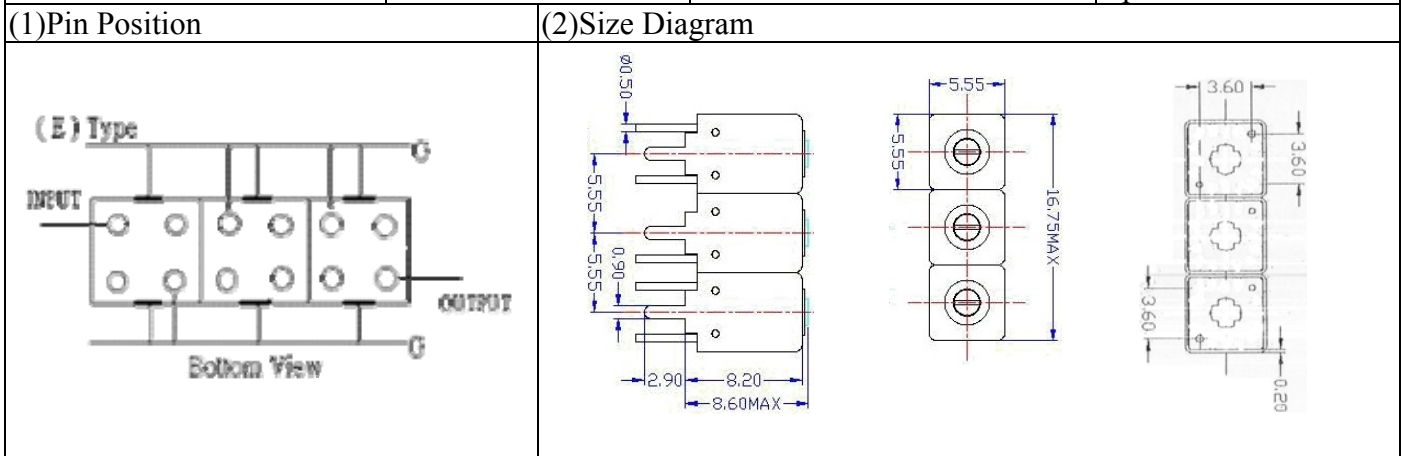 (1)Pin Position
(2)Size Diagram
(E) Type
G
INPUT
OUTPUT
G
Bottom View
ø0.50
5.55
5.55
0.90
2.90
8.20
8.60MAX
5.55
5.55
16.75MAX
3.60
3.60
3.60
0.20